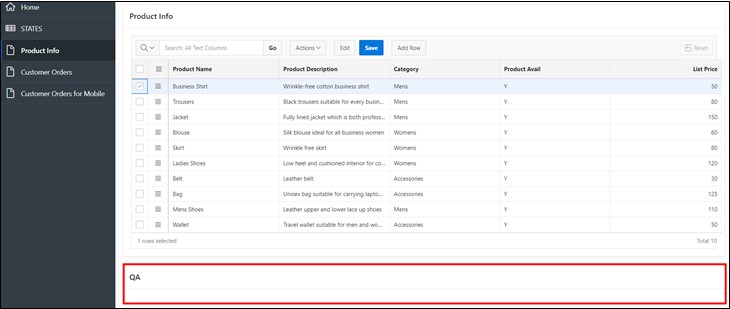 Home
STATES
Product Info
Customer Orders
Customer Orders for Mobile
Product Info
Search: All Text Columns Go Actions Edit Save Add Row Reset
Product Name Product Description Category Product Avail List Price
Business Shirt Wrinkle-free cotton business shirt Mens Y 50
Trousers Black trousers suitable for every busin... Mens Y 80
Jacket Fully lined jacket which is both profess... Mens Y 150
Blouse Silk blouse ideal for all business women Womens Y 60
Skirt Wrinkle free skirt Womens Y 80
Ladies Shoes Low heel and cushioned interior for co... Womens Y 120
Belt Leather belt Accessories Y 30
Bag Unisex bag suitable for carrying lapto... Accessories Y 125
Mens Shoes Leather upper and lower lace up shoes Mens Y 110
Wallet Travel wallet suitable for men and wo... Accessories Y 50
1 rows selected Total 10
QA